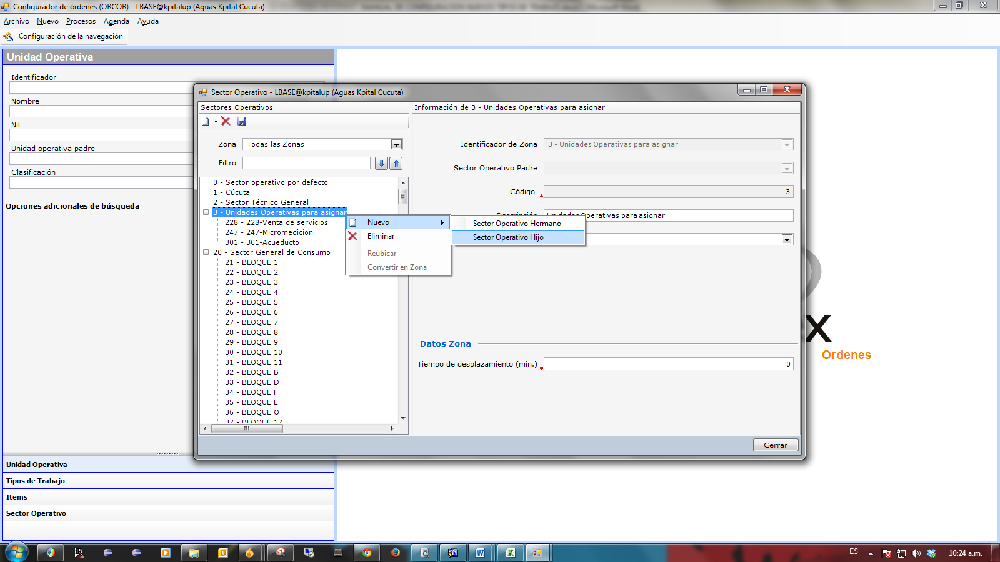 Configurador de órdenes (ORCOR) - LBASE@kpitalup (Aguas Kpital Cucuta)
Archivo Nuevo Procesos Agenda Ayuda
Configuración de la navegación
Unidad Operativa
Identificador
Nombre
Nit
Unidad operativa padre
Clasificación
Opciones adicionales de búsqueda
Unidad Operativa
Tipos de Trabajo
Items
Sector Operativo
Sector Operativo - LBASE@kpitalup (Aguas Kpital Cucuta)
Sectores Operativos
Zona Todas las Zonas
Filtro
0 - Sector operativo por defecto
1 - Cúcuta
2 - Sector Técnico General
3 - Unidades Operativas para asignar
228 - 228-Venta de servicios
247 - 247-Micromedicion
301 - 301-Acueducto
20 - Sector General de Consumo
21 - BLOQUE 1
22 - BLOQUE 2
23 - BLOQUE 3
24 - BLOQUE 4
25 - BLOQUE 5
26 - BLOQUE 6
27 - BLOQUE 7
28 - BLOQUE 8
29 - BLOQUE 9
30 - BLOQUE 10
31 - BLOQUE 11
32 - BLOQUE B
33 - BLOQUE D
34 - BLOQUE F
35 - BLOQUE L
36 - BLOQUE O
37 - BLOQUE 17
Nuevo
Eliminar
Reubicar
Convertir en Zona
Sector Operativo Hermano
Sector Operativo Hijo
Información de 3 - Unidades Operativas para asignar
Identificador de Zona 3 - Unidades Operativas para asignar
Sector Operativo Padre
Código * 3
Descripción Unidades Operativas para asignar
Datos Zona
Tiempo de desplazamiento (min.) * 0
Cerrar
X
Ordenes
ES
10:24 a.m.